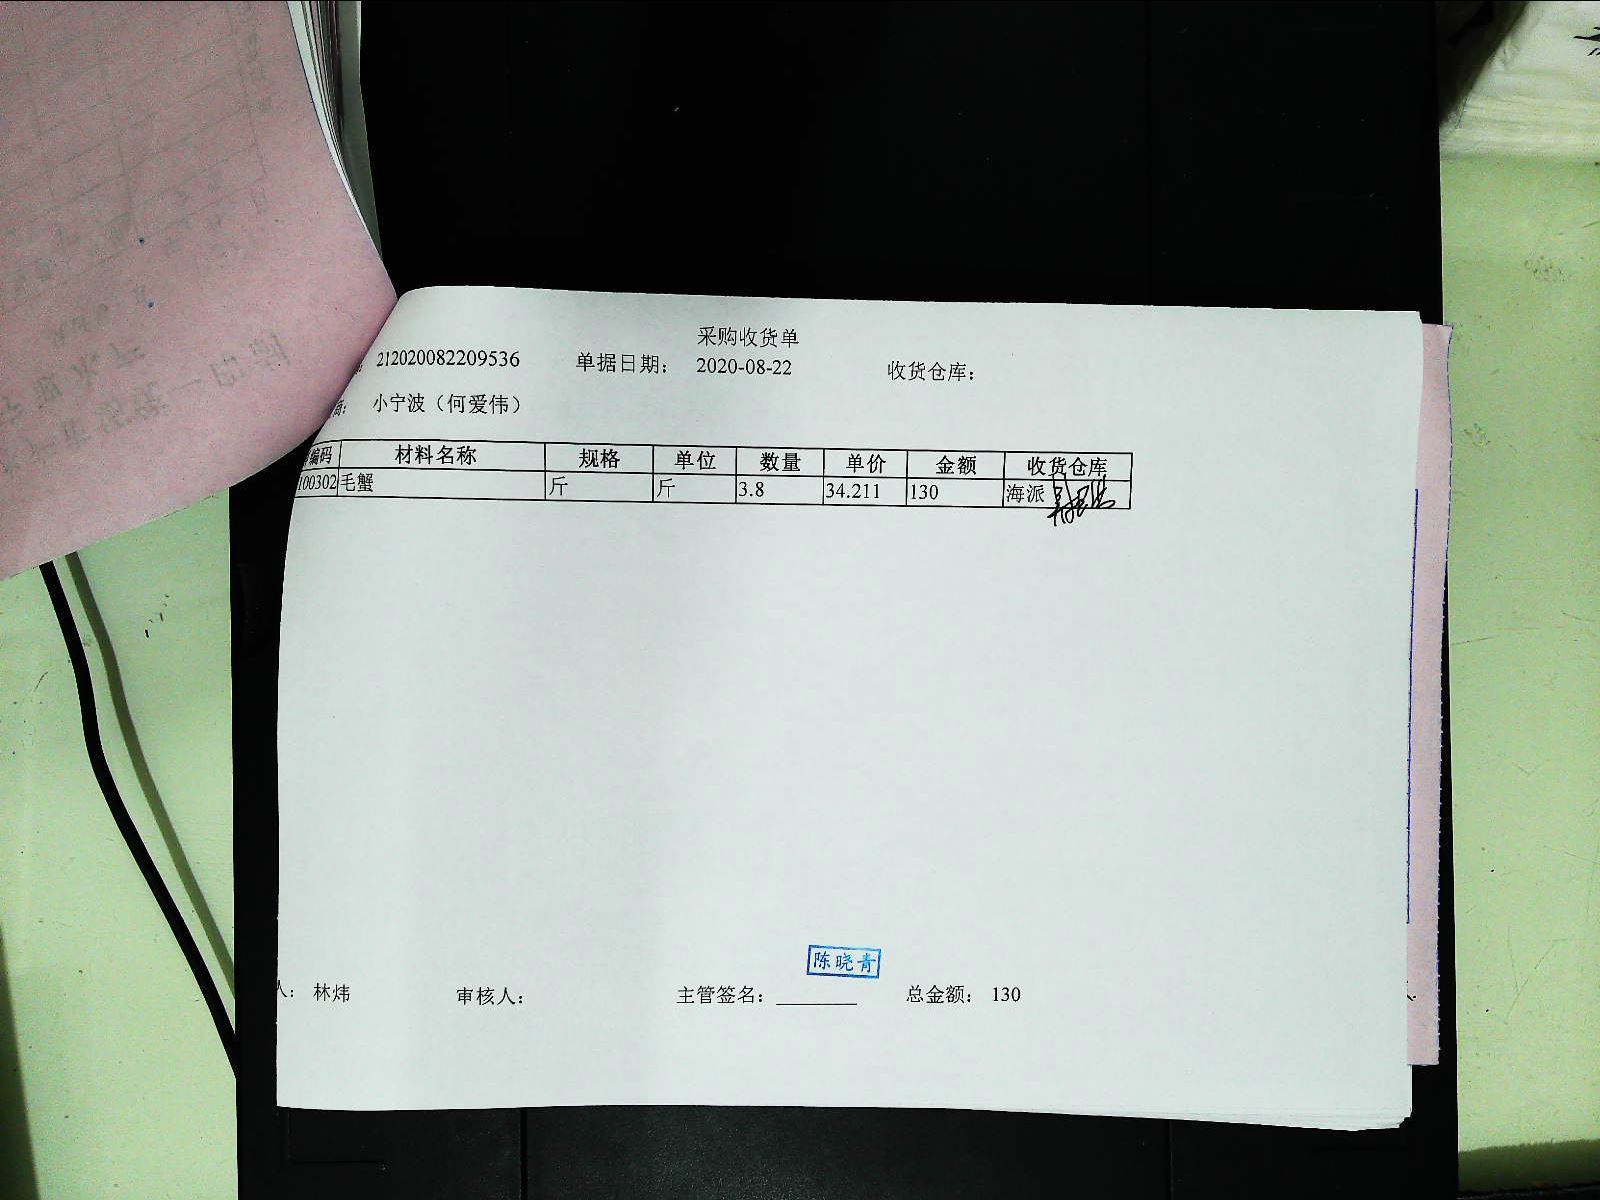 采购收货单
212020082209536 单据日期： 2020-08-22 收货仓库：
小宁波（何爱伟）
编码 材料名称 规格 单位 数量 单价 金额 收货仓库
100302 毛蟹 斤 斤 3.8 34.211 130 海派
陈晓青
人： 林炜 审核人： 主管签名： 总金额： 130